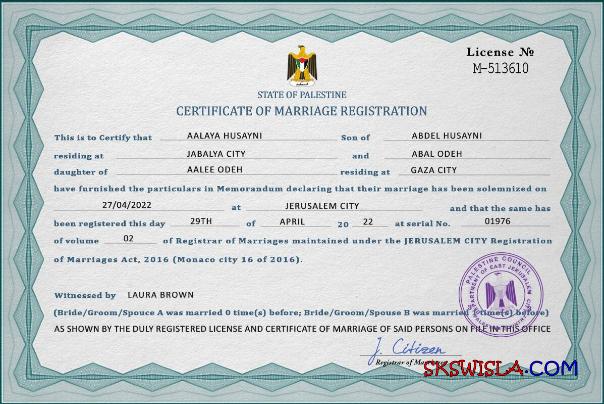 License №
M-513610
STATE OF PALESTINE
CERTIFICATE OF MARRIAGE REGISTRATION
This is to Certify that AALAYA HUSAYNI Son of ABDEL HUSAYNI
residing at JABALYA CITY and ABAL ODEH
daughter of AALEE ODEH residing at GAZA CITY
have furnished the particulars in Memorandum declaring that their marriage has been solemnized on
27/04/2022 at JERUSALEM CITY and that the same has
been registered this day 29TH of APRIL 20 22 at serial No. 01976
of volume 02 of Registrar of Marriages maintained under the JERUSALEM CITY Registration
of Marriages Act, 2016 (Monaco city 16 of 2016).
PALESTINE COUNCIL
OF EAST JERUSALEM
Witnessed by LAURA BROWN
(Bride/Groom/Spouce A was married 0 time(s) before; Bride/Groom/Spouse B was married time(s) before)
AS SHOWN BY THE DULY REGISTERED LICENSE AND CERTIFICATE OF MARRIAGE OF SAID PERSONS ON FILE IN THIS OFFICE
J. Citizen
Registrar of
SKSWISLA.COM